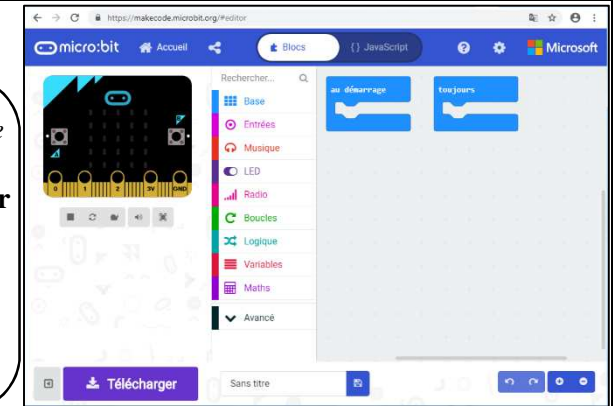 https://makecode.microbit.org/#editor
micro:bit
Accueil
Blocs
{} JavaScript
Microsoft
Rechercher...
Base
Entrées
Musique
LED
Radio
Boucles
Logique
Variables
Maths
Avancé
au démarrage
toujours
0 1 2 3V GND
A
B
e
r
Télécharger
Sans titre